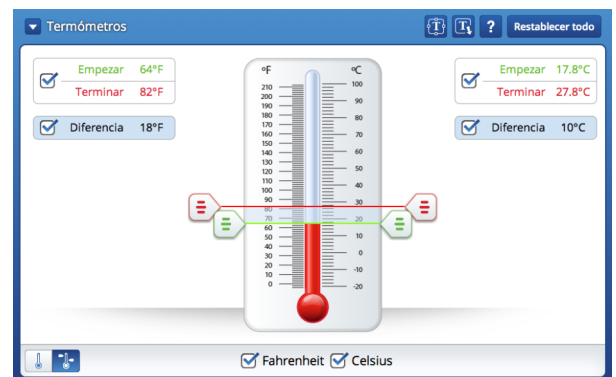 Termómetros
T
T
?
Restablecer todo
Empezar 64°F
Terminar 82°F
Diferencia 18°F
Empezar 17.8°C
Terminar 27.8°C
Diferencia 10°C
°F
°C
210
200
190
180
170
160
150
140
130
120
110
100
90
80
70
60
50
40
30
20
10
0
100
90
80
70
60
50
40
30
20
10
0
-10
-20
Fahrenheit
Celsius